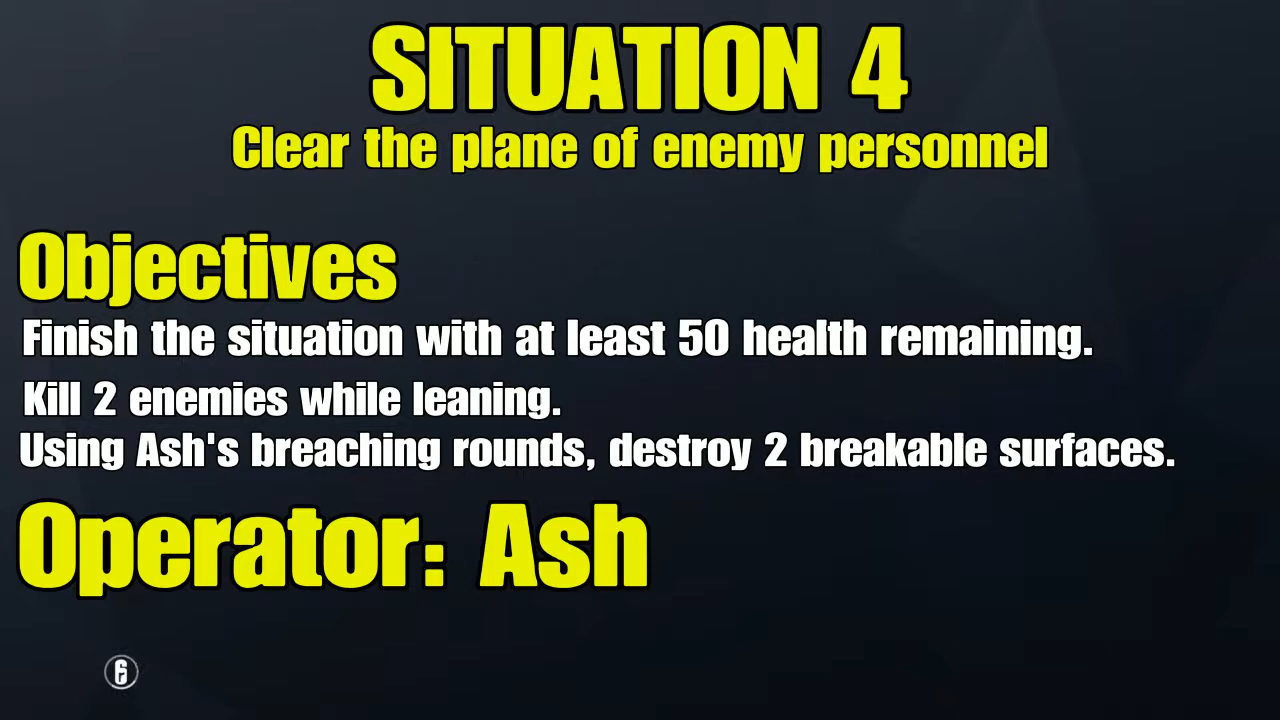 SITUATION 4
Clear the plane of enemy personnel
Objectives
Finish the situation with at least 50 health remaining.
Kill 2 enemies while leaning.
Using Ash's breaching rounds, destroy 2 breakable surfaces.
Operator: Ash
6